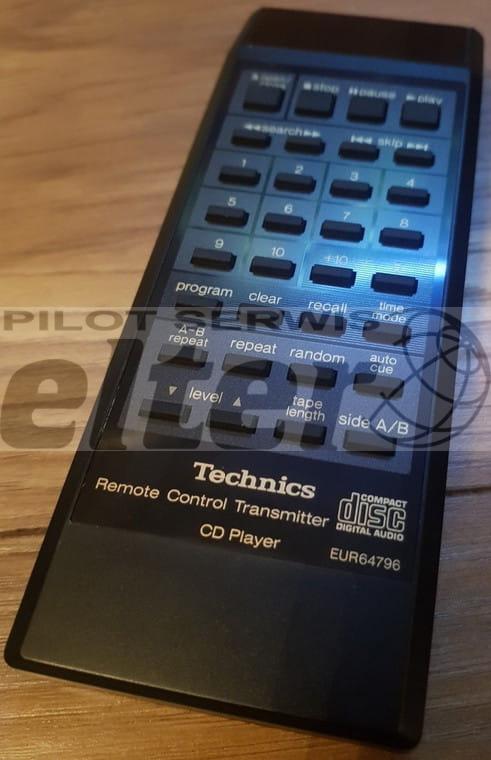 open/close ■stop ❚❚pause ►play
◄◄search►► |◄◄ skip ►►|
1 2 3 4
5 6 7 8
9 10 +10
program clear recall time mode
PILOT SERWIS
elter
A-B repeat repeat random auto cue
▼ level ▲ tape length side A/B
Technics
Remote Control Transmitter
CD Player
COMPACT
disc
DIGITAL AUDIO
EUR64796